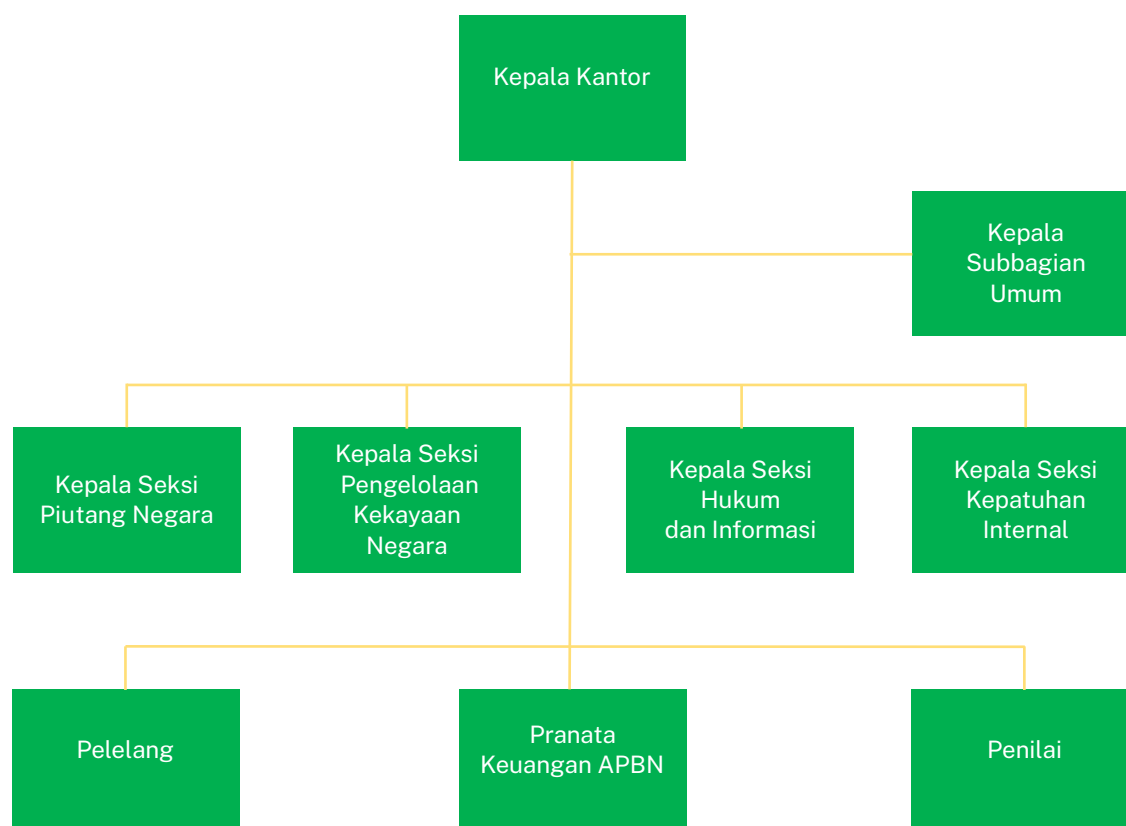 Kepala Kantor
Kepala
Subbagian
Umum
Kepala Seksi
Piutang Negara
Kepala Seksi
Pengelolaan
Kekayaan
Negara
Kepala Seksi
Hukum
dan Informasi
Kepala Seksi
Kepatuhan
Internal
Pelelang
Pranata
Keuangan APBN
Penilai